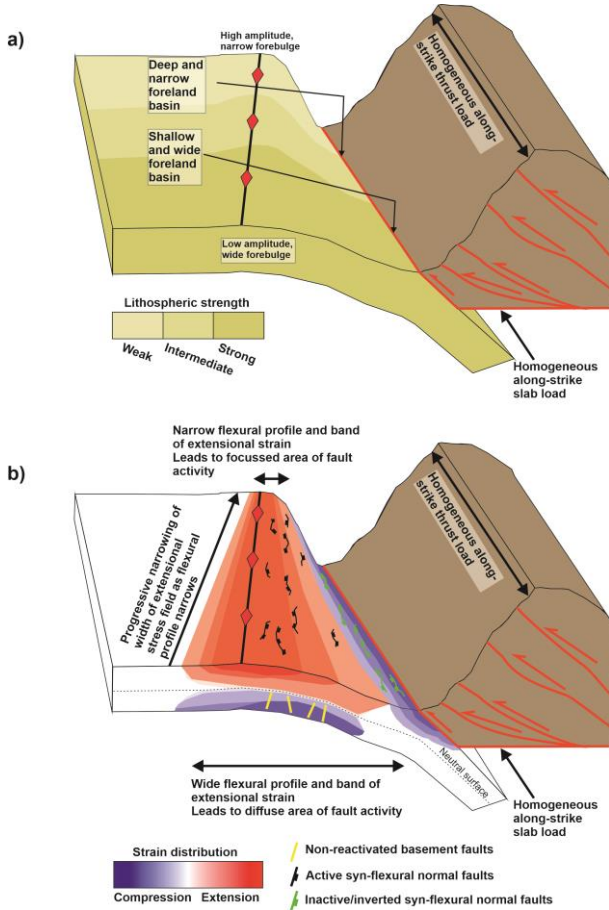 a)
High amplitude,
narrow forebulge
Deep and
narrow foreland
basin
Shallow
and wide
foreland
basin
Homogeneous along-
strike thrust load
Low amplitude,
wide forebulge
Lithospheric strength
Weak
Intermediate
Strong
Homogeneous
along-strike
slab load
b)
Narrow flexural profile and band
of extensional strain
Leads to focussed area of fault
activity
Homogeneous along-
strike thrust load
Progressive narrowing of
width of extensional
stress field as flexural
profile narrows
Neutral surface
Wide flexural profile and band of
extensional strain
Leads to diffuse area of fault activity
Homogeneous
along-strike
slab load
Strain distribution
Compression
Extension
Non-reactivated basement faults
Active syn-flexural normal faults
Inactive/inverted syn-flexural normal faults